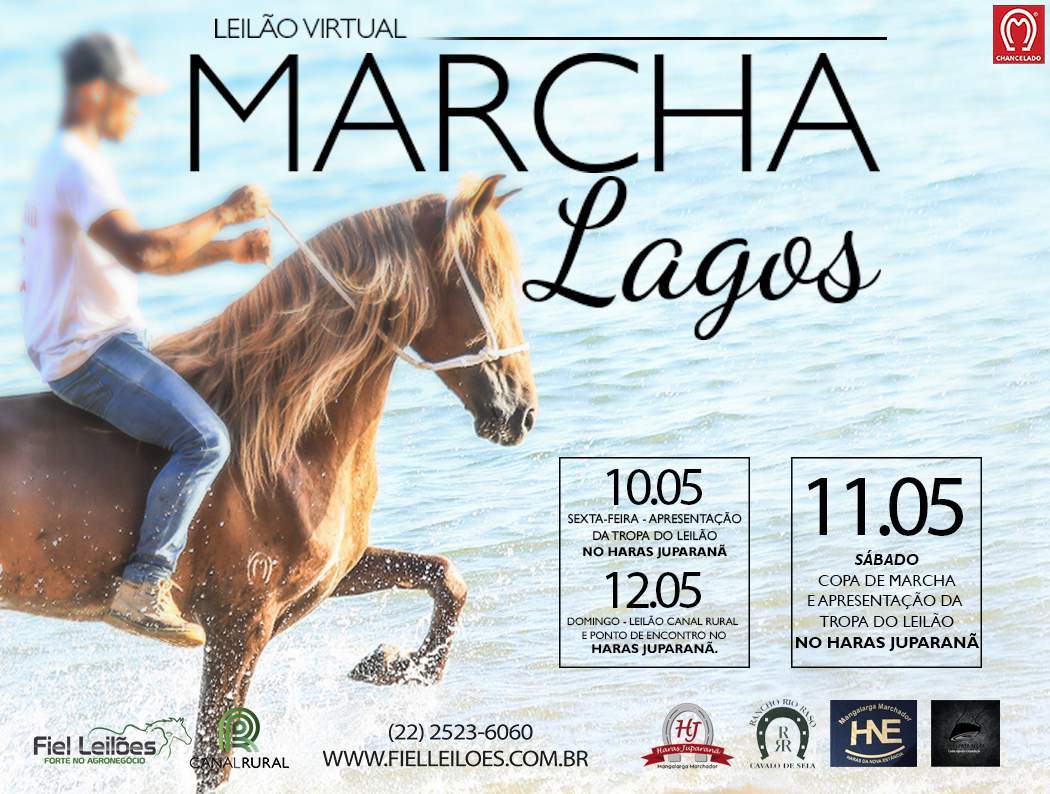 LEILÃO VIRTUAL
MARCHA
Lagos
CHANCELADO
10.05
SEXTA-FEIRA - APRESENTAÇÃO
DA TROPA DO LEILÃO
NO HARAS JUPARANÃ
12.05
DOMINGO - LEILÃO CANAL RURAL
E PONTO DE ENCONTRO NO
HARAS JUPARANÃ.
11.05
SÁBADO
COPA DE MARCHA
E APRESENTAÇÃO DA
TROPA DO LEILÃO
NO HARAS JUPARANÃ
Fiel Leilões
FORTE NO AGRONEGÓCIO
CANALRURAL
(22) 2523-6060
WWW.FIELLEILOES.COM.BR
HJ
Haras Juparanã
Mangalarga Marchador
RANCHO RIO RASO
R
RR
CAVALO DE SELA
Mangalarga Marchador
HNE
HARAS DA NOVA ESTÂNCIA